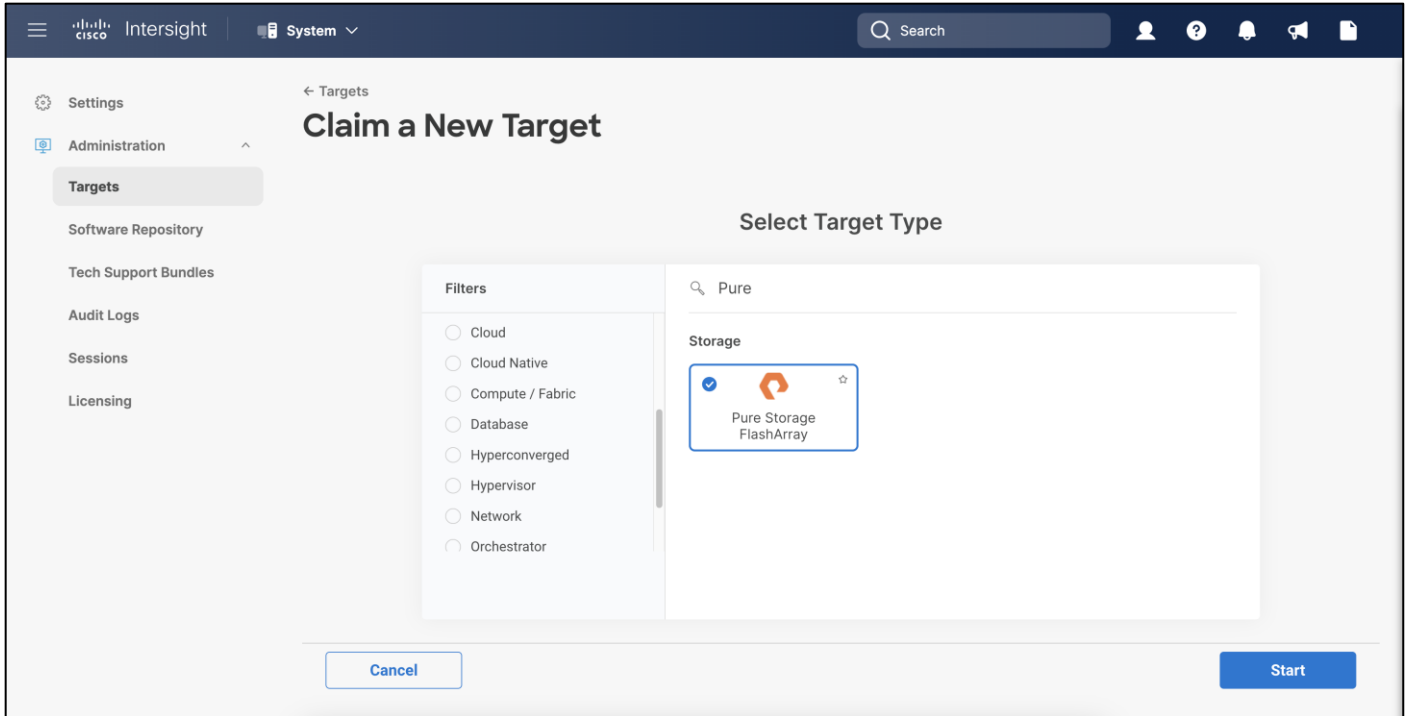 cisco Intersight System Search
← Targets
Claim a New Target
Settings
Administration
Targets
Software Repository
Tech Support Bundles
Audit Logs
Sessions
Licensing
Select Target Type
Filters
Cloud
Cloud Native
Compute / Fabric
Database
Hyperconverged
Hypervisor
Network
Orchestrator
Pure
Storage
Pure Storage
FlashArray
Cancel
Start